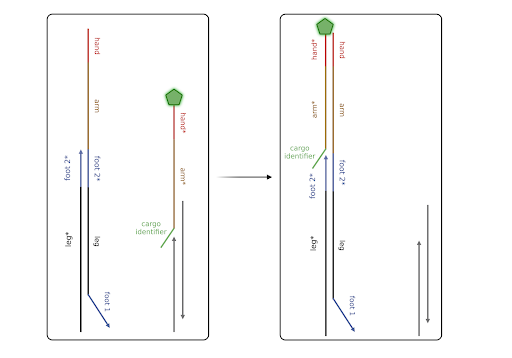 hand
arm
foot 2*
foot 2*
leg*
leg
foot 1
hand*
arm*
cargo
identifier
hand*
hand
arm*
arm
cargo
identifier
foot 2*
foot 2*
leg*
leg
foot 1